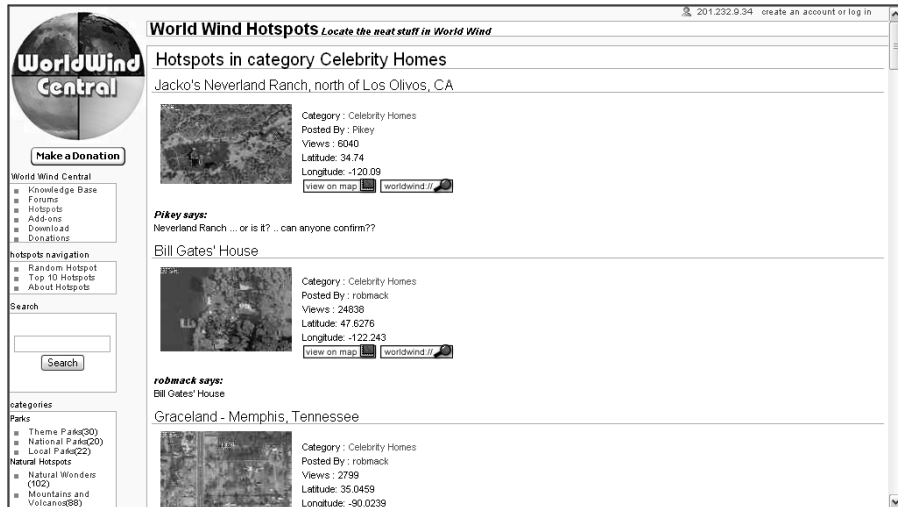 201.232.9.34 create an account or log in
WorldWind
Central
World Wind Hotspots Locate the neat stuff in World Wind
Make a Donation
World Wind Central
Knowledge Base
Forums
Hotspots
Add-ons
Download
Donations
hotspots navigation
Random Hotspot
Top 10 Hotspots
About Hotspots
Search
Search
categories
Parks
Theme Parks(30)
National Parks(20)
Local Parks(22)
Natural Hotspots
Natural Wonders
(102)
Mountains and
Volcanos(88)
Hotspots in category Celebrity Homes
Jacko's Neverland Ranch, north of Los Olivos, CA
Category : Celebrity Homes
Posted By : Pikey
Views : 6040
Latitude: 34.74
Longitude: -120.09
view on map worldwind://
Pikey says:
Neverland Ranch ... or is it? .. can anyone confirm??
Bill Gates' House
Category : Celebrity Homes
Posted By : robmack
Views : 24838
Latitude: 47.6276
Longitude: -122.243
view on map worldwind://
robmack says:
Bill Gates' House
Graceland - Memphis, Tennessee
Category : Celebrity Homes
Posted By : robmack
Views : 2799
Latitude: 35.0459
Longitude: -90.0239